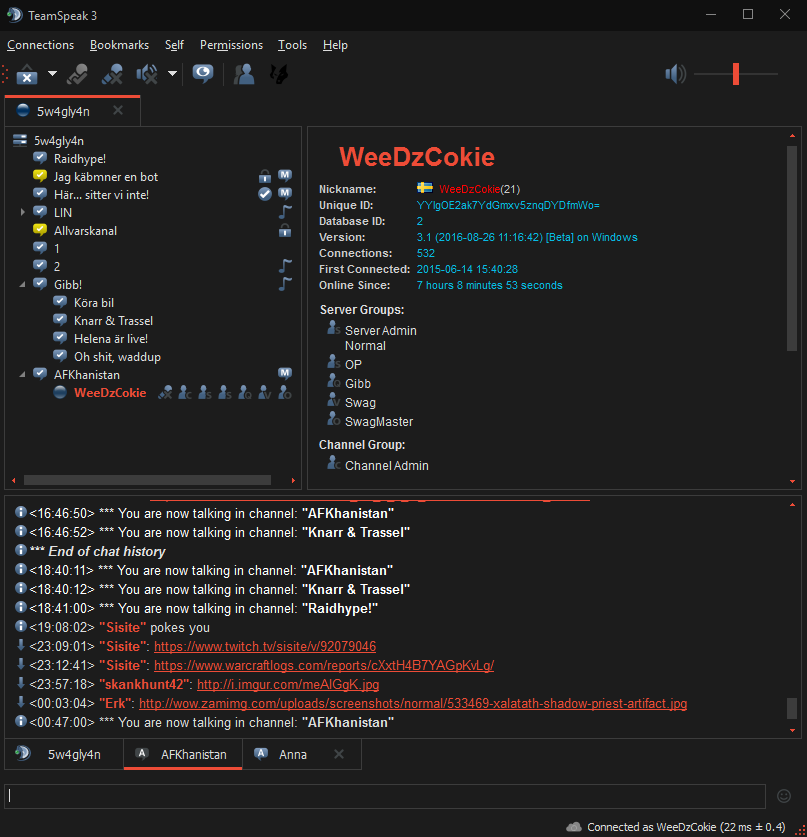 TeamSpeak 3
Connections Bookmarks Self Permissions Tools Help
5w4gly4n
5w4gly4n
Raidhype!
Jag käbmner en bot
Här... sitter vi inte!
LIN
Allvarskanal
1
2
Gibb!
Köra bil
Knarr & Trassel
Helena är live!
Oh shit, waddup
AFKhanistan
WeeDzCokie
WeeDzCokie
Nickname: WeeDzCokie(21)
Unique ID: YYIgOE2ak7YdGmxv5znqDYDfmWo=
Database ID: 2
Version: 3.1 (2016-08-26 11:16:42) [Beta] on Windows
Connections: 532
First Connected: 2015-06-14 15:40:28
Online Since: 7 hours 8 minutes 53 seconds
Server Groups:
Server Admin
Normal
OP
Gibb
Swag
SwagMaster
Channel Group:
Channel Admin
<16:46:50> *** You are now talking in channel: "AFKhanistan"
<16:46:52> *** You are now talking in channel: "Knarr & Trassel"
*** End of chat history
<18:40:11> *** You are now talking in channel: "AFKhanistan"
<18:40:12> *** You are now talking in channel: "Knarr & Trassel"
<18:41:00> *** You are now talking in channel: "Raidhype!"
<19:08:02> "Sisite" pokes you
<23:09:01> "Sisite": https://www.twitch.tv/sisite/v/92079046
<23:12:41> "Sisite": https://www.warcraftlogs.com/reports/cXxtH4B7YAGpKvLg/
<23:57:18> "skankhunt42": http://i.imgur.com/meAlGgK.jpg
<00:03:04> "Erk": http://wow.zamimg.com/uploads/screenshots/normal/533469-xalatath-shadow-priest-artifact.jpg
<00:47:00> *** You are now talking in channel: "AFKhanistan"
5w4gly4n AFKhanistan Anna
Connected as WeeDzCokie (22 ms ± 0.4)